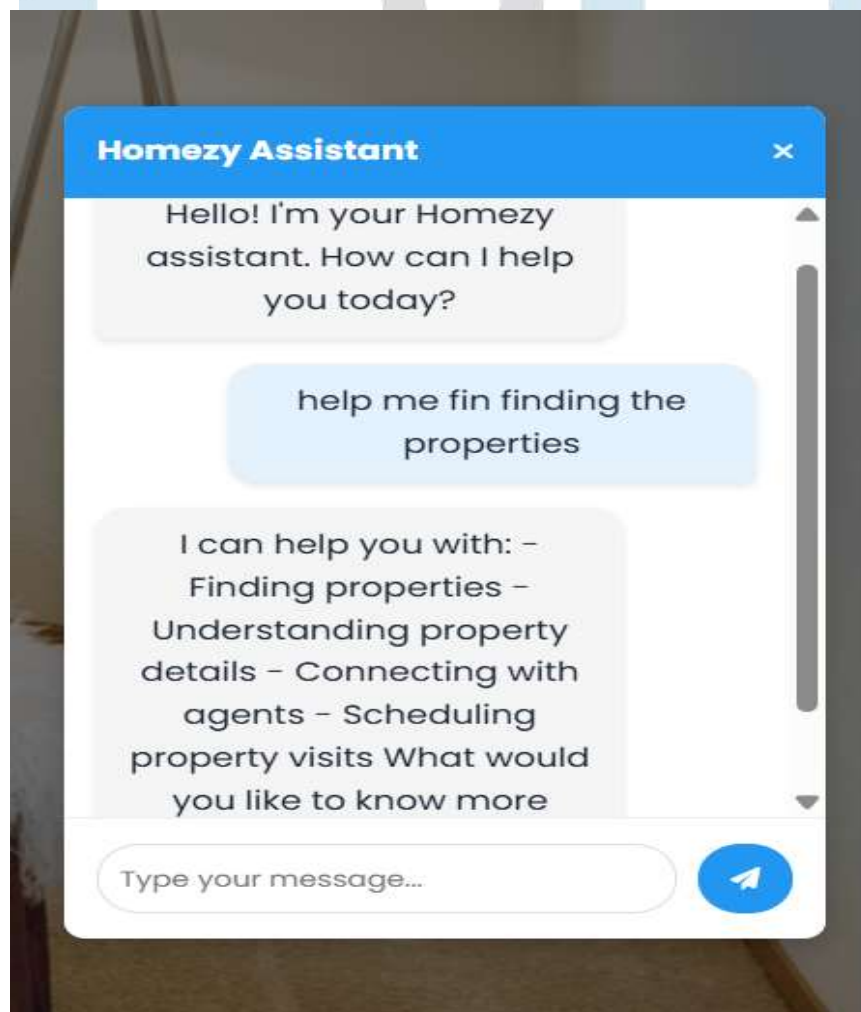 Homezy Assistant ×
Hello! I'm your Homezy
assistant. How can I help
you today?
help me fin finding the
properties
I can help you with: -
Finding properties -
Understanding property
details - Connecting with
agents - Scheduling
property visits What would
you like to know more
Type your message...